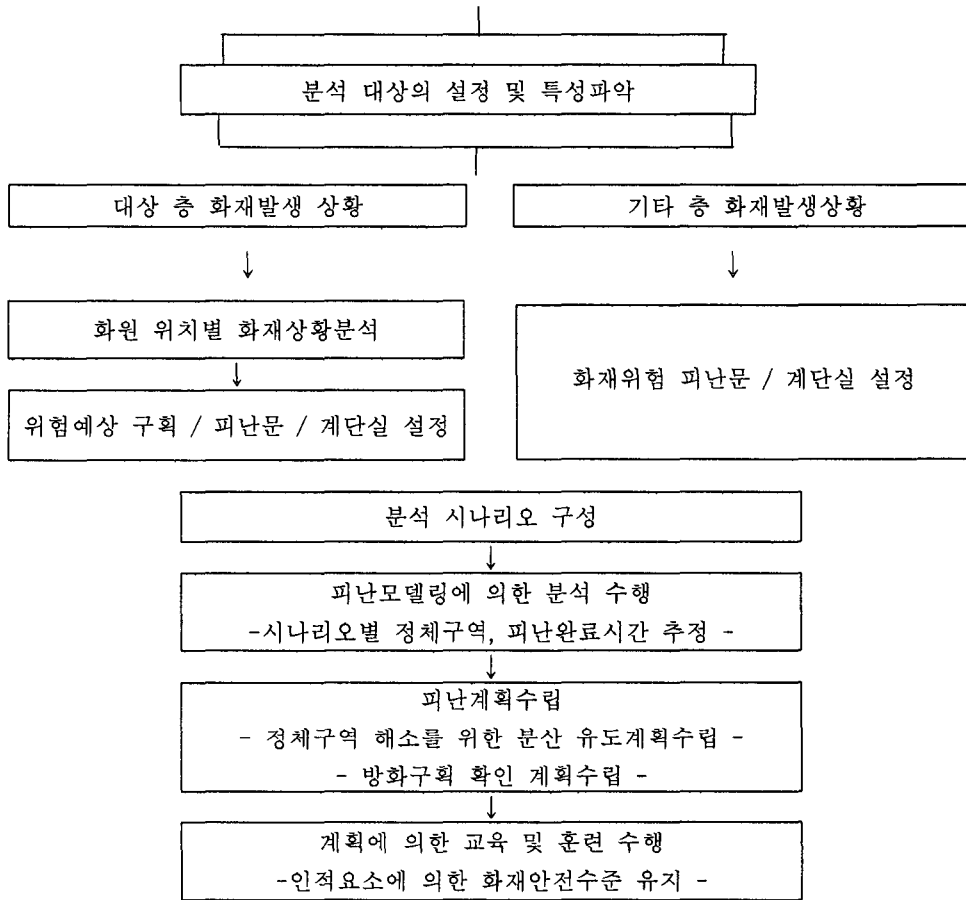 분석 대상의 설정 및 특성파악
대상 층 화재발생 상황
기타 층 화재발생상황
화원 위치별 화재상황분석
화재위험 피난문 / 계단실 설정
위험예상 구획 / 피난문 / 계단실 설정
분석 시나리오 구성
피난모델링에 의한 분석 수행
-시나리오별 정체구역, 피난완료시간 추정 -
피난계획수립
- 정체구역 해소를 위한 분산 유도계획수립 -
- 방화구획 확인 계획수립 -
계획에 의한 교육 및 훈련 수행
-인적요소에 의한 화재안전수준 유지 -